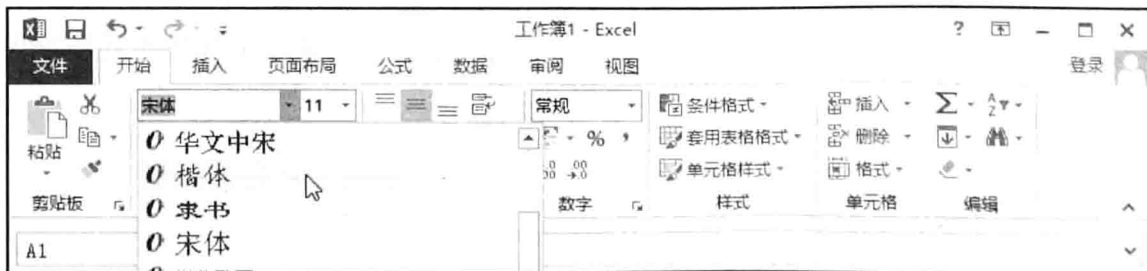 工作簿1 - Excel
文件 开始 插入 页面布局 公式 数据 审阅 视图 登录
宋体 11 常规 条件格式 插入
粘贴 华文中宋 % 套用表格格式 删除
楷体 单元格样式 格式
剪贴板 隶书 数字 样式 单元格 编辑
A1 宋体